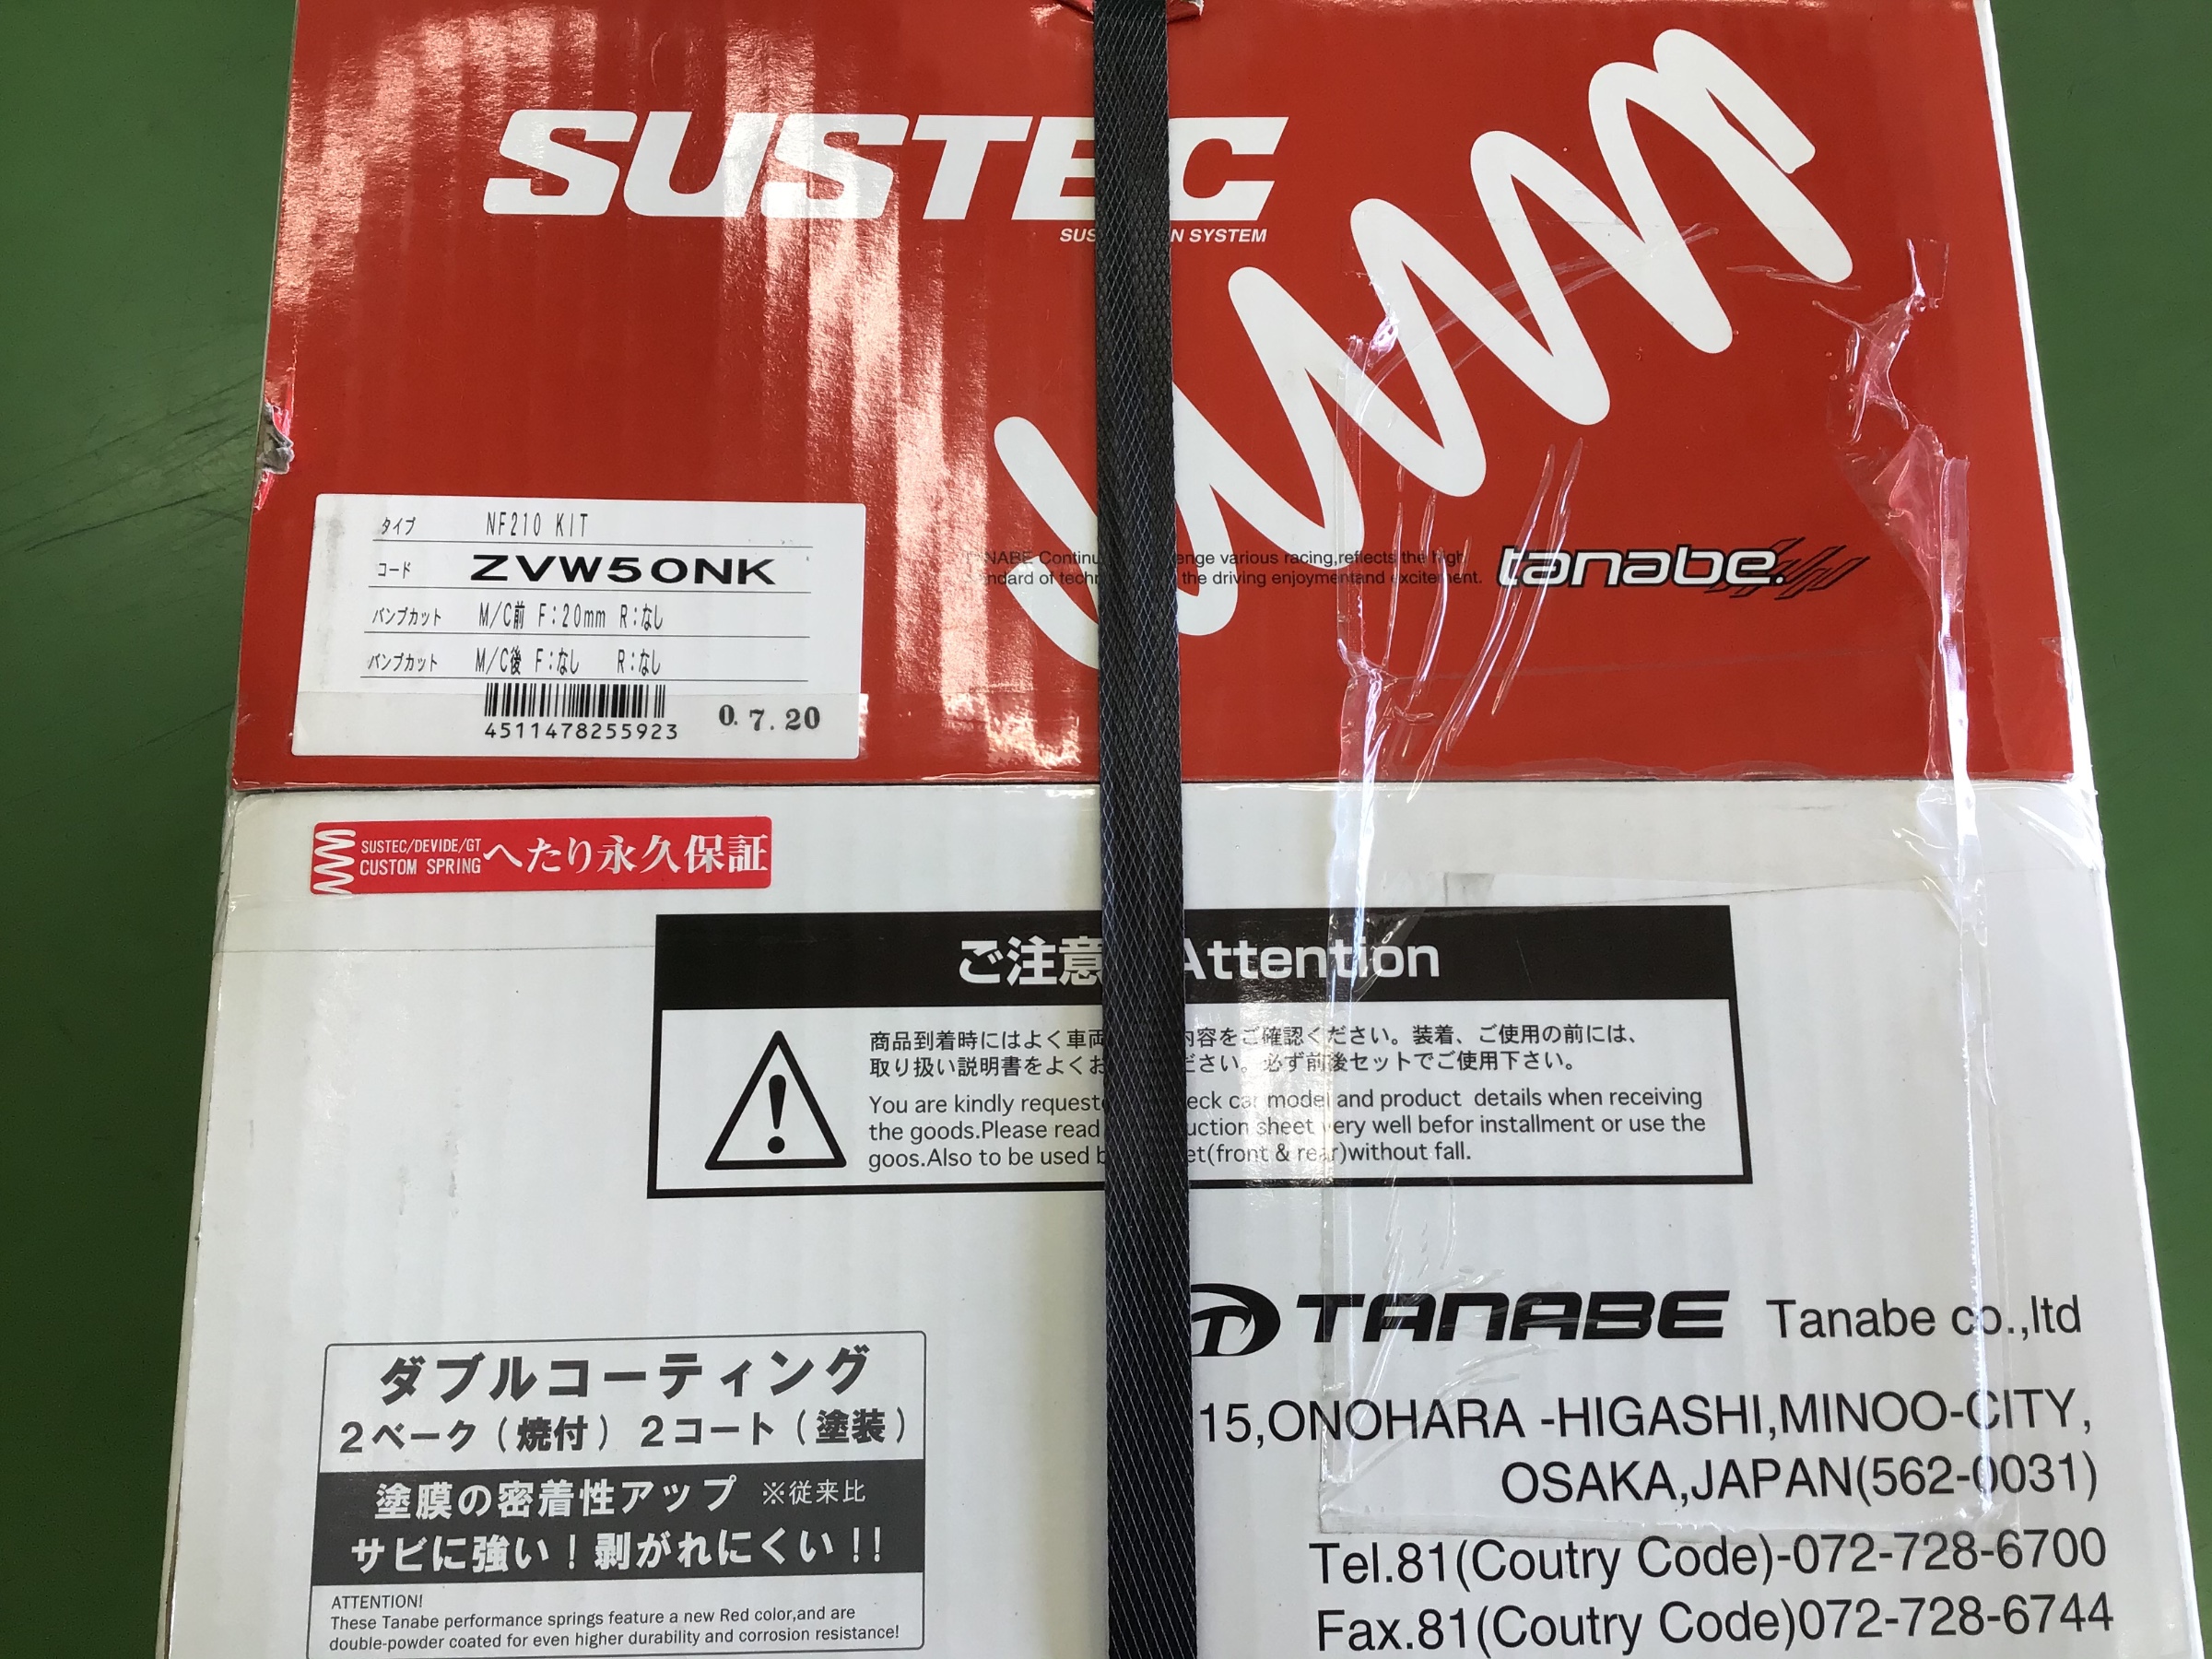 SUSTEC
SYSTEM
タイプ NF210 KIT
コード ZVW50NK
バンプカット M/C前 F:20mm R:なし
バンプカット M/C後 F:なし R:なし
4511478255923 0.7.20
various racing,reflects the high
the driving enjoymentand excitement.
tanabe.
SUSTEC/DEVIDE/GT
CUSTOM SPRING
へたり永久保証
ご注意 Attention
商品到着時にはよく車両 内容をご確認ください。装着、ご使用の前には、
取り扱い説明書をよくお ださい。必ず前後セットでご使用下さい。
You are kindly car model and product details when receiving
the goods.Please read sheet very well befor installment or use the
goos.Also to be used (front & rear)without fall.
TANABE Tanabe co.,ltd
15,ONOHARA -HIGASHI,MINOO-CITY,
OSAKA,JAPAN(562-0031)
Tel.81(Coutry Code)-072-728-6700
Fax.81(Coutry Code)072-728-6744
ダブルコーティング
2ベーク(焼付) 2コート(塗装)
塗膜の密着性アップ ※従来比
サビに強い!剥がれにくい!!
ATTENTION!
These Tanabe performance springs feature a new Red color,and are
double-powder coated for even higher durability and corrosion resistance!